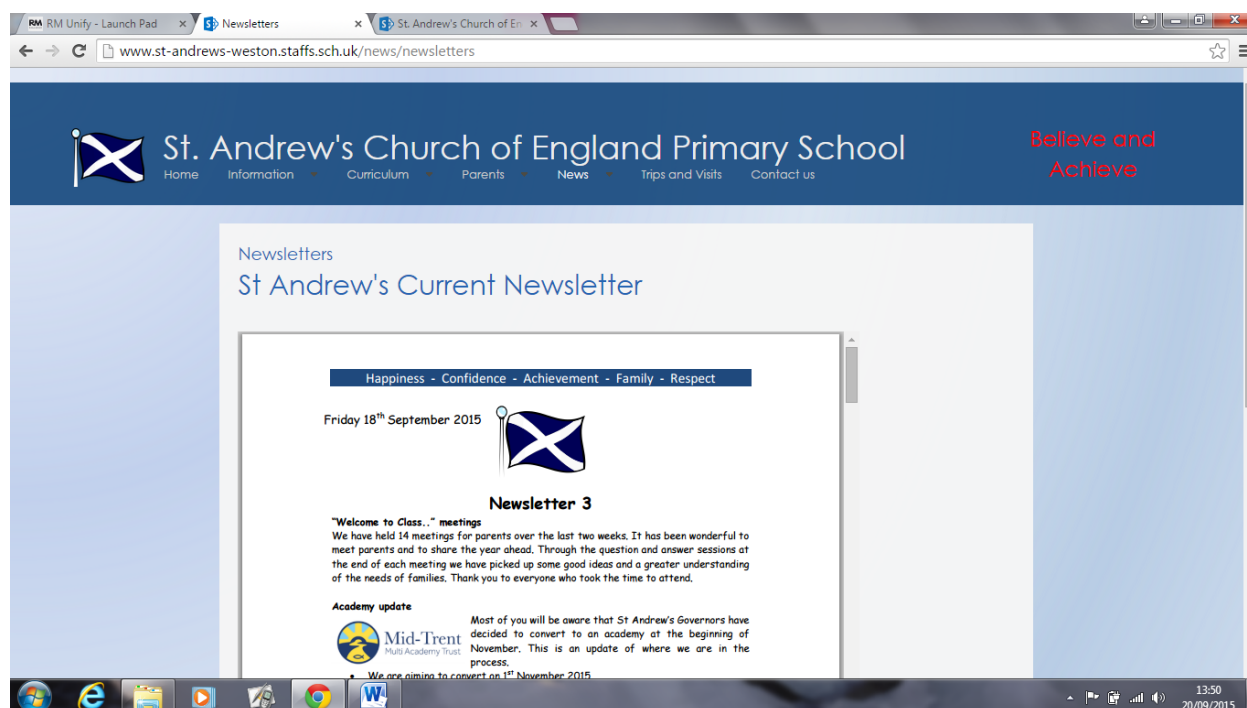 RM RM Unify - Launch Pad
Newsletters
St. Andrew's Church of En
www.st-andrews-weston.staffs.sch.uk/news/newsletters
St. Andrew's Church of England Primary School
Believe and
Achieve
Home Information Curriculum Parents News Trips and Visits Contact us
Newsletters
St Andrew's Current Newsletter
Happiness - Confidence - Achievement - Family - Respect
Friday 18th September 2015
Newsletter 3
"Welcome to Class.." meetings
We have held 14 meetings for parents over the last two weeks. It has been wonderful to
meet parents and to share the year ahead. Through the question and answer sessions at
the end of each meeting we have picked up some good ideas and a greater understanding
of the needs of families. Thank you to everyone who took the time to attend.
Academy update
Mid-Trent
Multi Academy Trust
Most of you will be aware that St Andrew's Governors have
decided to convert to an academy at the beginning of
November. This is an update of where we are in the
process.
• We are aiming to convert on 1st November 2015
13:50
20/09/2015